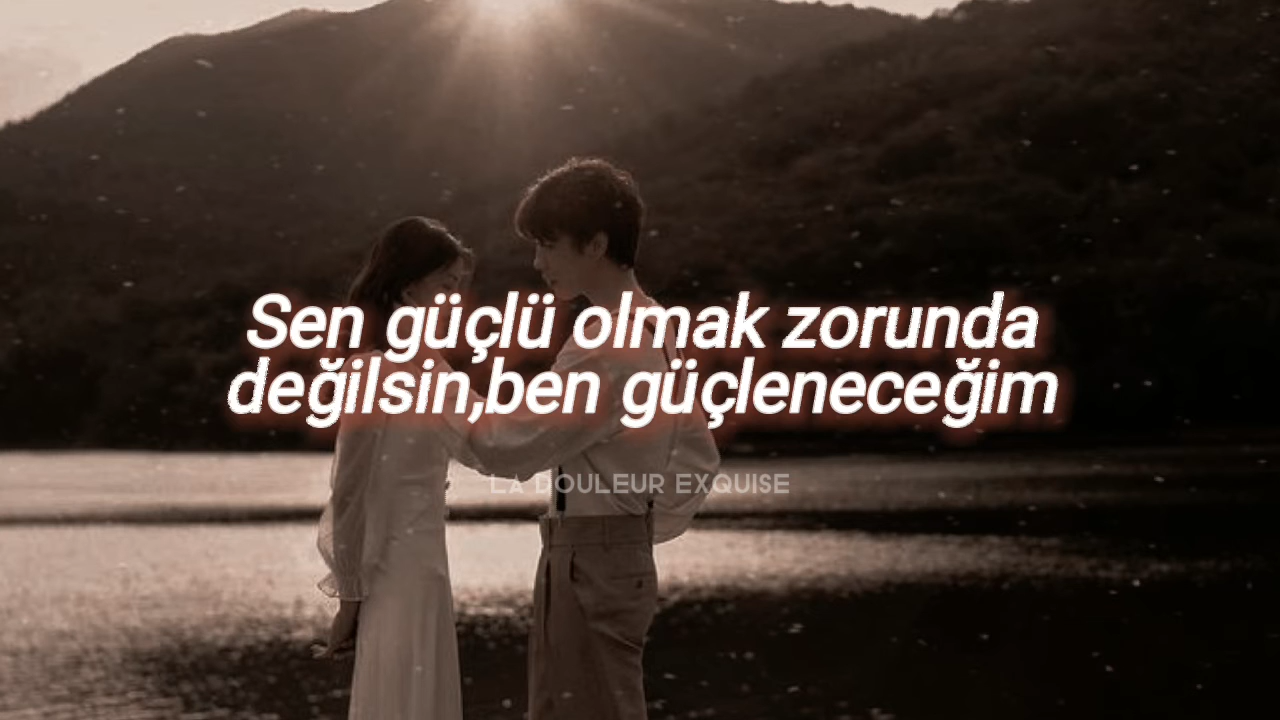 Sen güçlü olmak zorunda
değilsin,ben güçleneceğim
LA DOULEUR EXQUISE